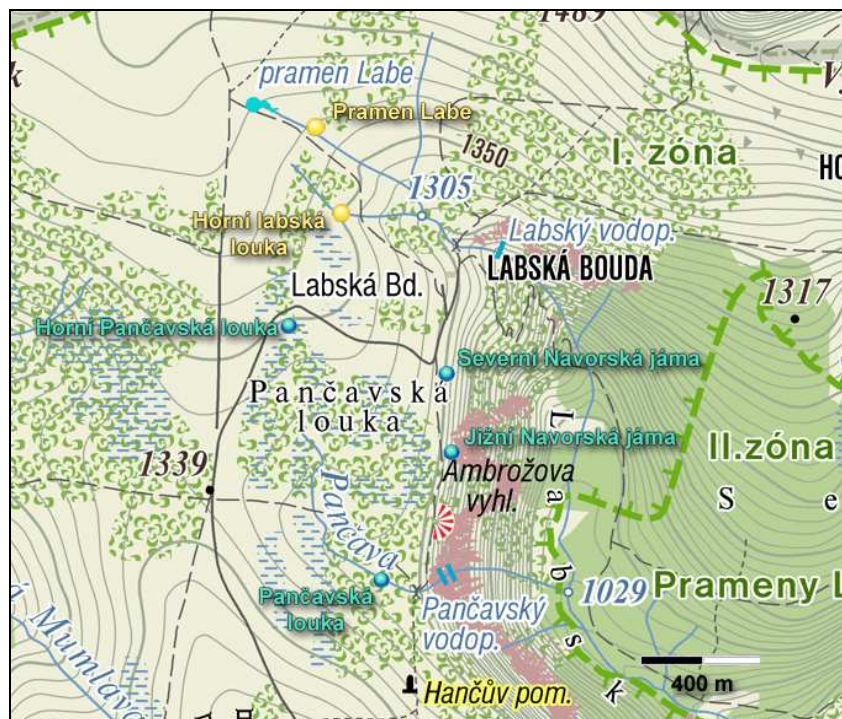 1489
k
pramen Labe
Pramen Labe
1350
I. zóna
1305
Horní labská
louka
Labský vodop.
LABSKÁ BOUDA
Labská Bd.
1317
Horní Pančavská louka
Severní Navorská jáma
Pančavská
louka
Jižní Navorská jáma
1339
Ambrožova
vyhl.
II.zóna
S e
Pančava
Labsk
Pančavská
louka
1029
Prameny L
Pančavský
vodop.
Mumlava
400 m
Hančův pom.